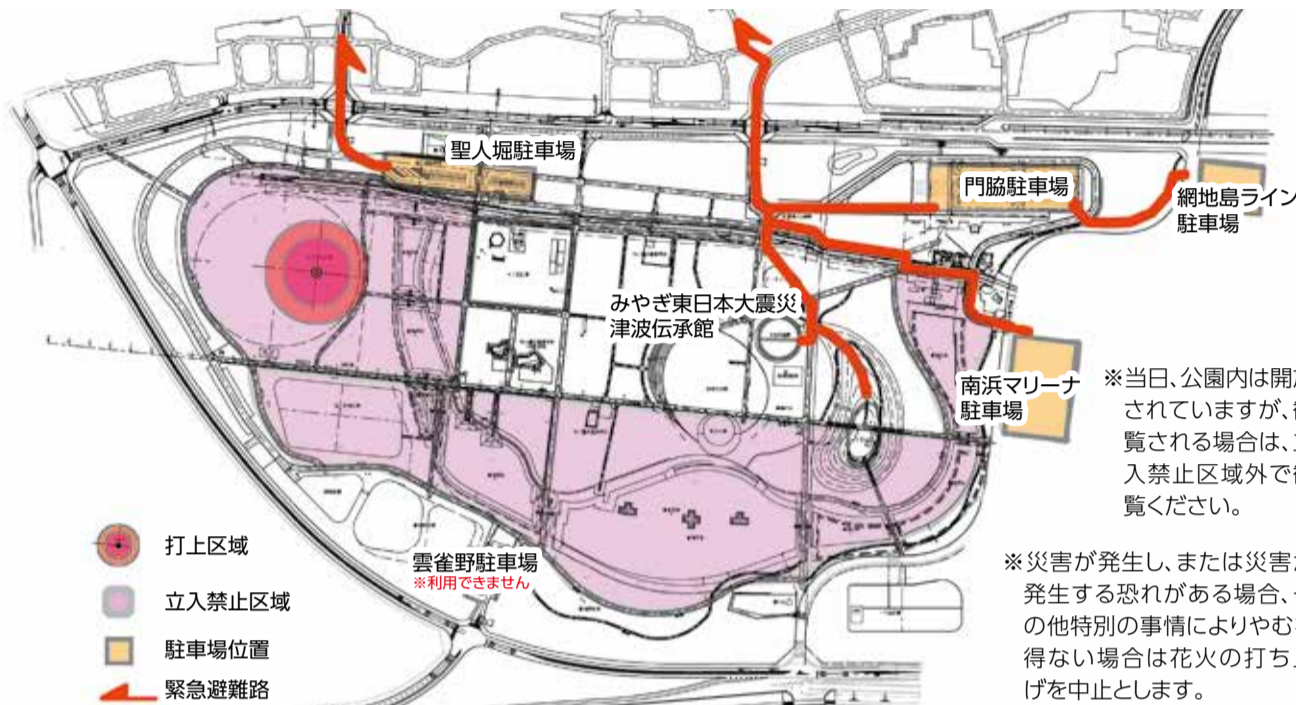 聖人堀駐車場
門脇駐車場
網地島ライン
駐車場
みやぎ東日本大震災
津波伝承館
南浜マリーナ
駐車場
※当日、公園内は開
されていますが、
覧される場合は、
入禁止区域外で
覧ください。
雲雀野駐車場
※利用できません
打上区域
立入禁止区域
駐車場位置
緊急避難路
※災害が発生し、または災害
発生する恐れがある場合、
の他特別の事情によりやむ
得ない場合は花火の打ち
げを中止とします。